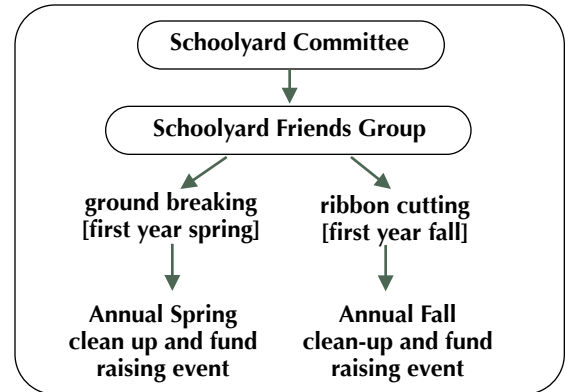 Schoolyard Committee
Schoolyard Friends Group
ground breaking
[first year spring]
ribbon cutting
[first year fall]
Annual Spring
clean up and fund
raising event
Annual Fall
clean-up and fund
raising event